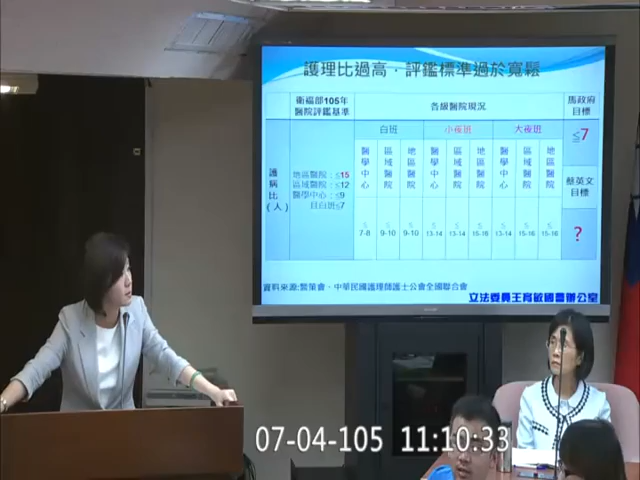 護理比過高，評鑑標準過於寬鬆
衛福部105年
醫院評鑑基準
各級醫院現況
馬政府
目標
白班
小夜班
大夜班
≦7
護病比(人)
地區醫院：≦15
區域醫院：≦12
醫學中心：≦9
且白班≦7
醫學中心
區域醫院
地區醫院
醫學中心
區域醫院
地區醫院
醫學中心
區域醫院
地區醫院
蔡英文
目標
7-8
9-10
9-10
13-14
13-14
15-16
13-14
15-16
15-16
?
資料來源:醫策會、中華民國護理師護士公會全國聯合會
立法委員王育敏國會辦公室
07-04-105 11:10:33